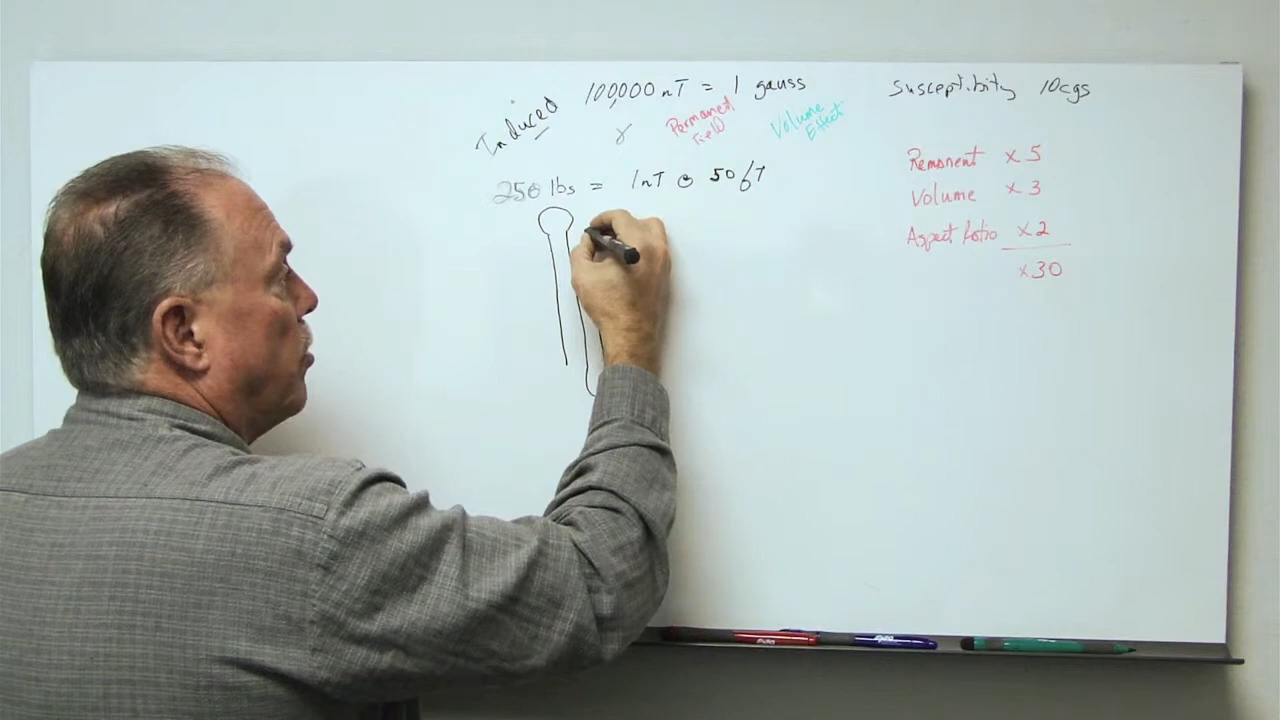 Induced
100,000 nT = 1 gauss
γ
Permanent
Field
Volume
Effect
250 lbs = 1nT @ 50 fT
Susceptibity 10cgs
Remanent x 5
Volume x 3
Aspect Ratio x 2
x 30